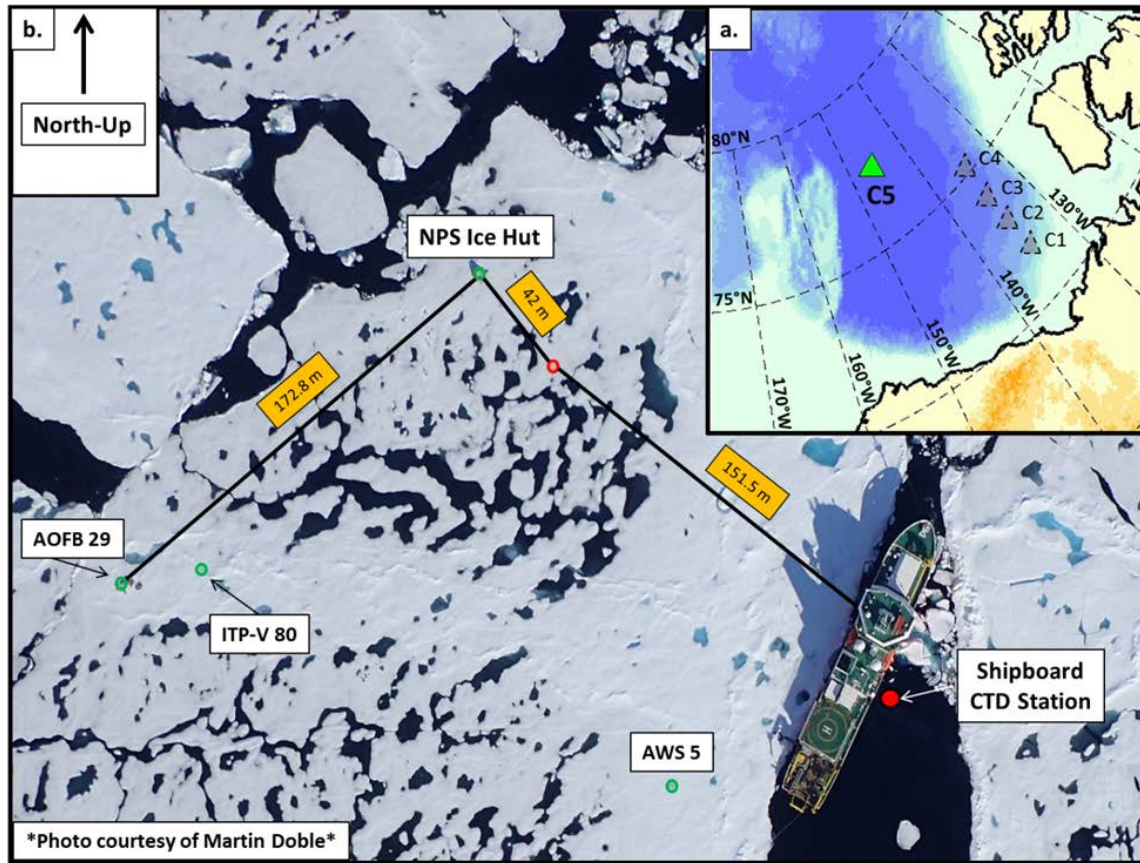 b.
North-Up
NPS Ice Hut
42 m
172.8 m
151.5 m
AOFB 29
ITP-V 80
AWS 5
Shipboard
CTD Station
*Photo courtesy of Martin Doble*
a.
80°N
C5
C4
C3
C2
C1
130°W
75°N
140°W
150°W
160°W
170°W
H